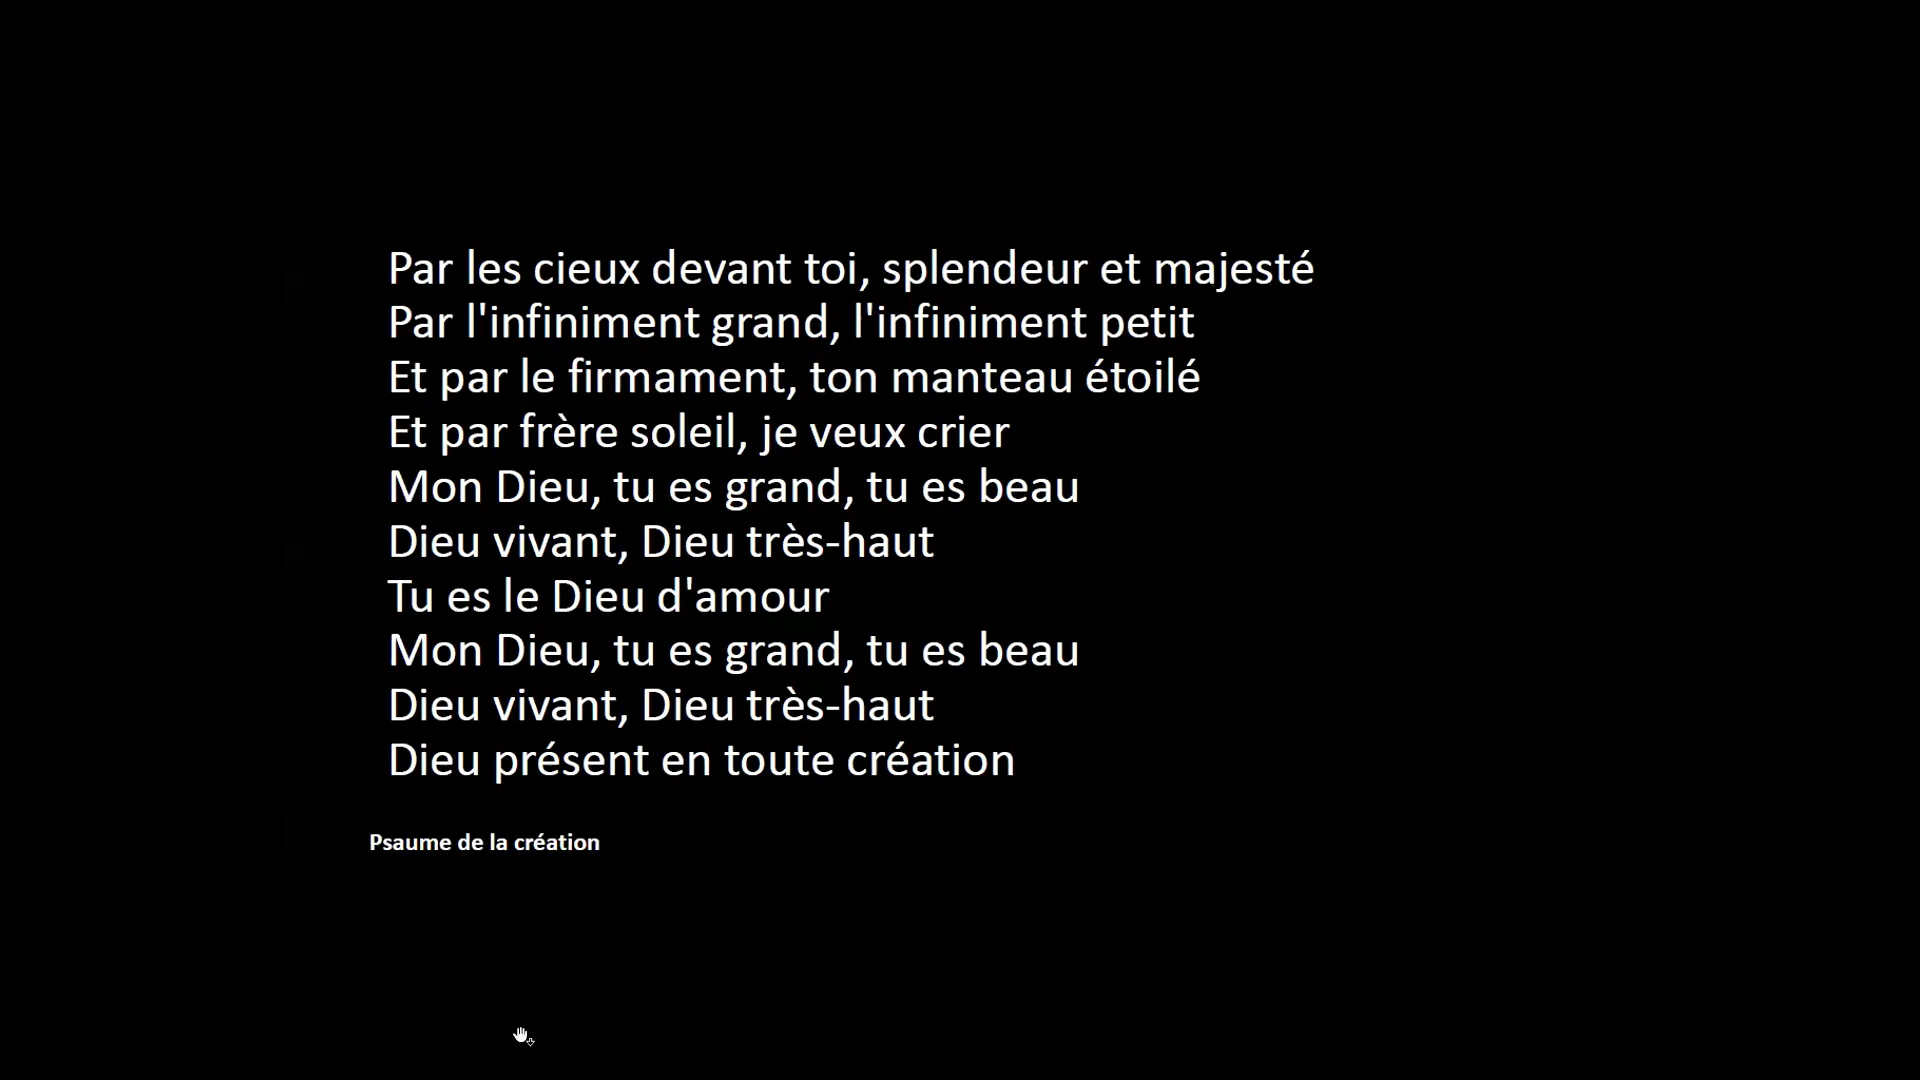 Par les cieux devant toi, splendeur et majesté
Par l'infiniment grand, l'infiniment petit
Et par le firmament, ton manteau étoilé
Et par frère soleil, je veux crier
Mon Dieu, tu es grand, tu es beau
Dieu vivant, Dieu très-haut
Tu es le Dieu d'amour
Mon Dieu, tu es grand, tu es beau
Dieu vivant, Dieu très-haut
Dieu présent en toute création
Psaume de la création